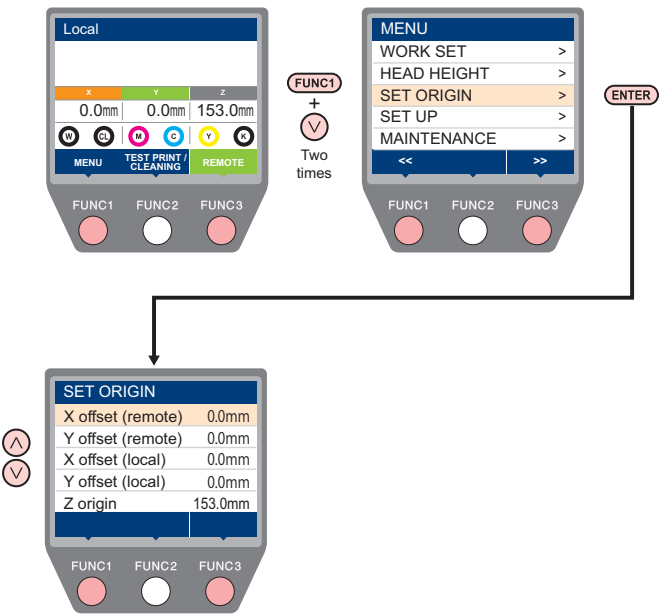 Local
X Y Z
0.0mm 0.0mm 153.0mm
W CL M C Y K
MENU TEST PRINT / CLEANING REMOTE
FUNC1 FUNC2 FUNC3
FUNC1
+
Two
times
MENU
WORK SET >
HEAD HEIGHT >
SET ORIGIN >
SET UP >
MAINTENANCE >
<< >>
FUNC1 FUNC2 FUNC3
ENTER
SET ORIGIN
X offset (remote) 0.0mm
Y offset (remote) 0.0mm
X offset (local) 0.0mm
Y offset (local) 0.0mm
Z origin 153.0mm
FUNC1 FUNC2 FUNC3